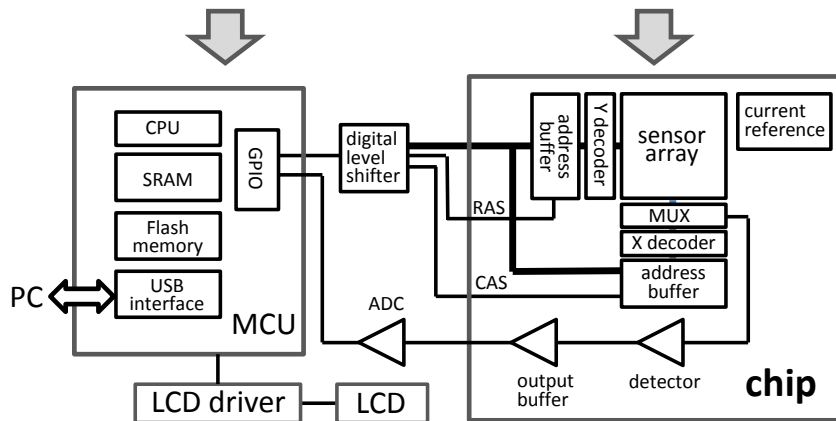 CPU
SRAM
Flash
memory
USB
interface
GPIO
MCU
PC
LCD driver
LCD
digital
level
shifter
RAS
CAS
ADC
address
buffer
Y decoder
sensor
array
current
reference
MUX
X decoder
address
buffer
output
buffer
detector
chip